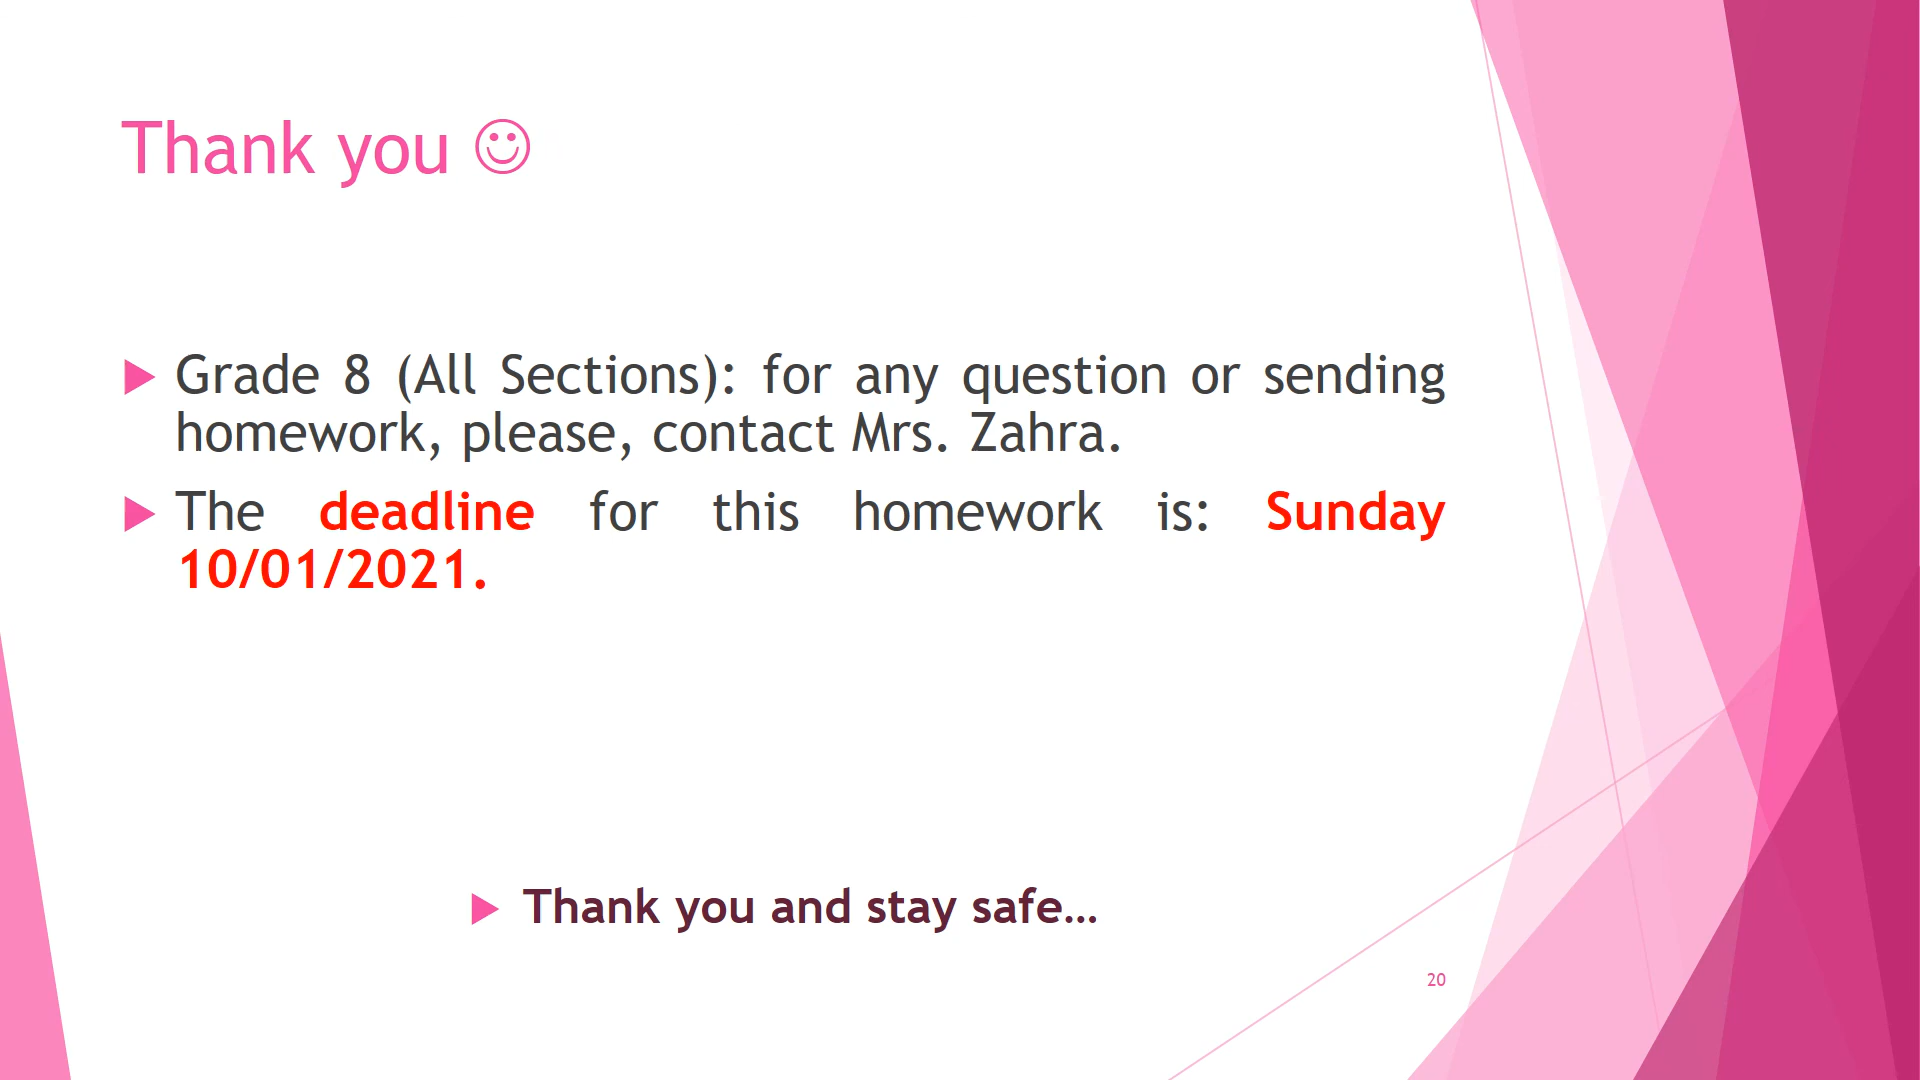 Thank you ☺
Grade 8 (All Sections): for any question or sending
homework, please, contact Mrs. Zahra.
The deadline for this homework is: Sunday
10/01/2021.
Thank you and stay safe…
20